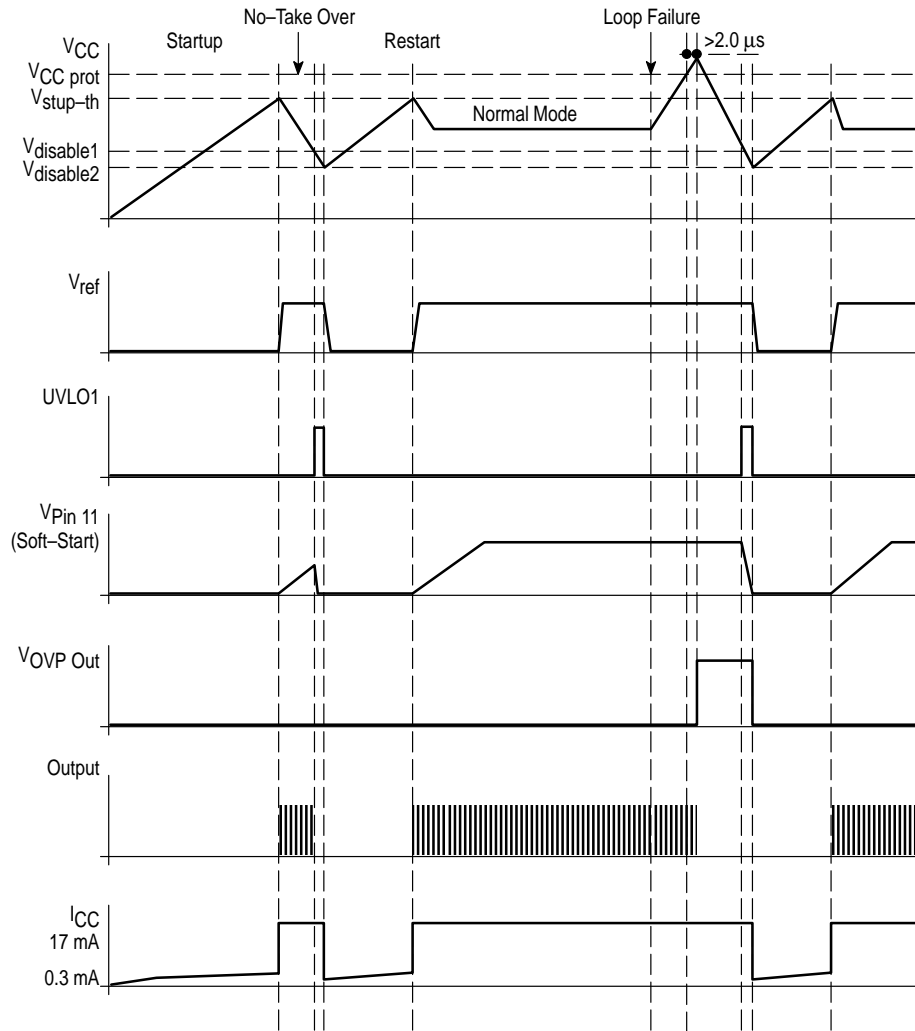 No–Take Over
Loop Failure
Startup
Restart
>2.0 μs
VCC
VCC prot
Vstup–th
Normal Mode
Vdisable1
Vdisable2
Vref
UVLO1
VPin 11
(Soft–Start)
VOVP Out
Output
ICC
17 mA
0.3 mA